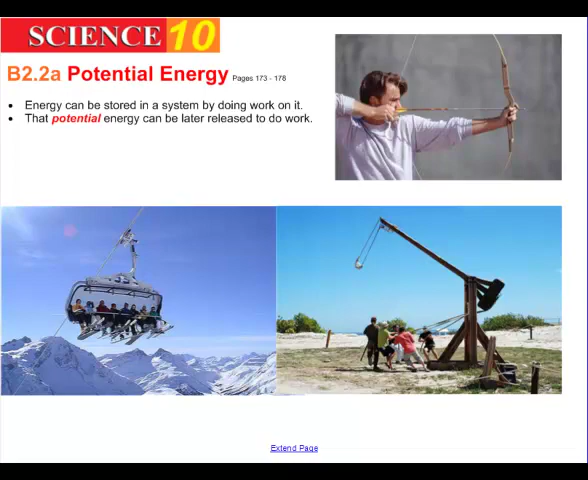 SCIENCE 10
B2.2a Potential Energy Pages 173 - 178
• Energy can be stored in a system by doing work on it.
• That potential energy can be later released to do work.
Extend Page